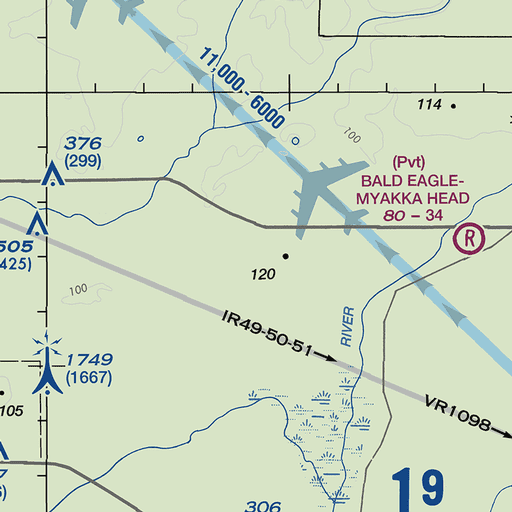 11,000 - 6000
114
100
376
(299)
(Pvt)
BALD EAGLE-
MYAKKA HEAD
80 – 34
R
505
425)
120
100
IR49-50-51
RIVER
1749
(1667)
105
VR1098
19
306